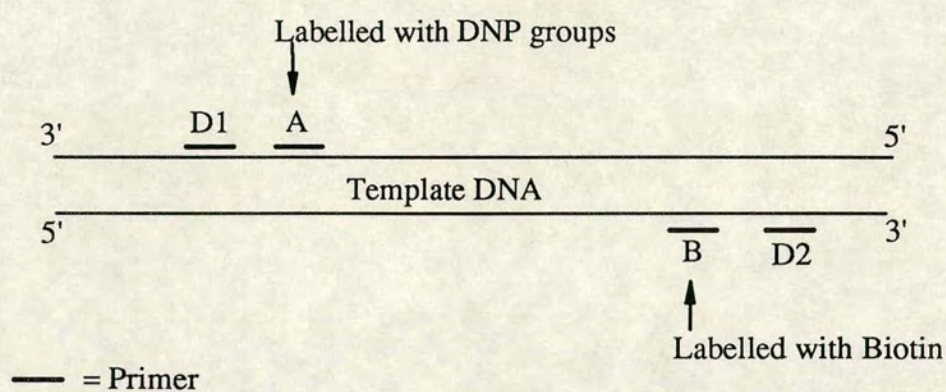 Labelled with DNP groups
D1 A
3' 5'
Template DNA
5' 3'
B D2
Labelled with Biotin
= Primer